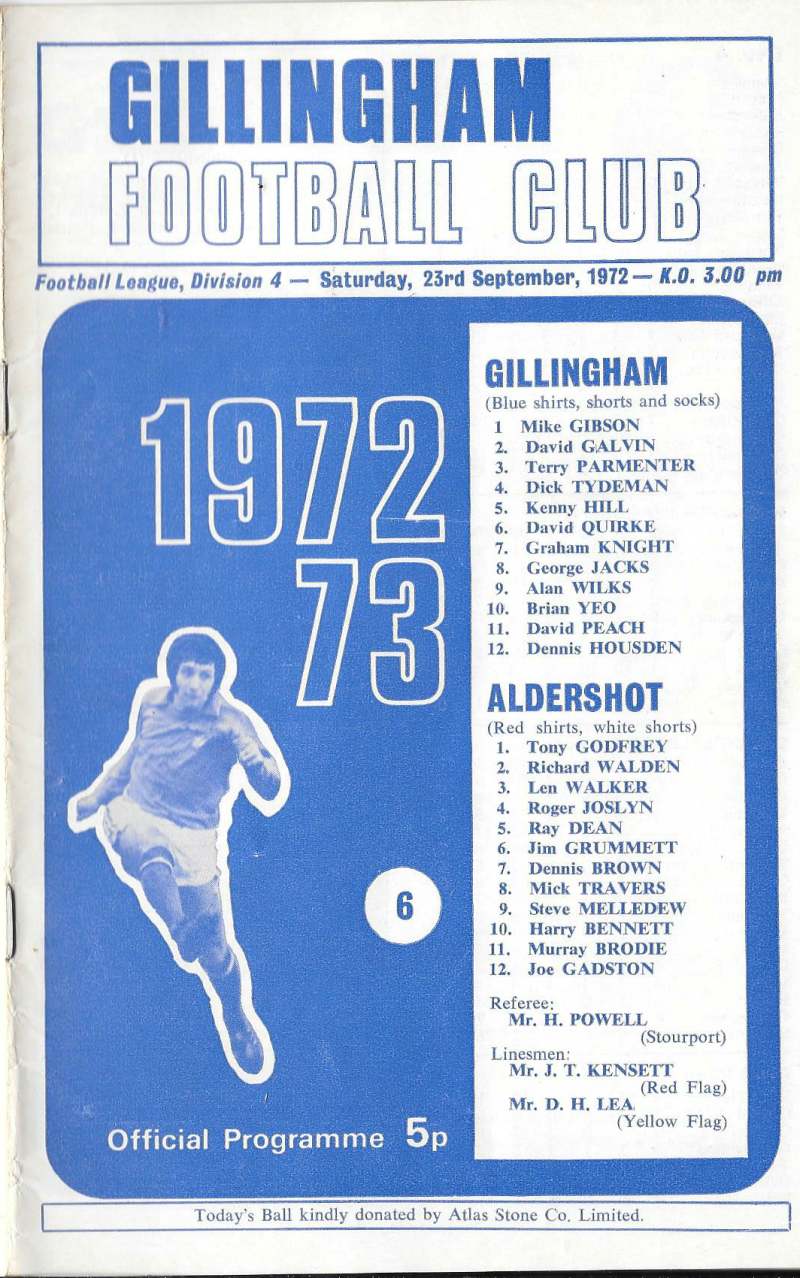 GILLINGHAM
FOOTBALL CLUB
Football League, Division 4 — Saturday, 23rd September, 1972 — K.O. 3.00 pm
1972
73
6
Official Programme 5p
GILLINGHAM
(Blue shirts, shorts and socks)
1 Mike GIBSON
2. David GALVIN
3. Terry PARMENTER
4. Dick TYDEMAN
5. Kenny HILL
6. David QUIRKE
7. Graham KNIGHT
8. George JACKS
9. Alan WILKS
10. Brian YEO
11. David PEACH
12. Dennis HOUSDEN
ALDERSHOT
(Red shirts, white shorts)
1. Tony GODFREY
2. Richard WALDEN
3. Len WALKER
4. Roger JOSLYN
5. Ray DEAN
6. Jim GRUMMETT
7. Dennis BROWN
8. Mick TRAVERS
9. Steve MELLEDEW
10. Harry BENNETT
11. Murray BRODIE
12. Joe GADSTON
Referee:
Mr. H. POWELL
(Stourport)
Linesmen:
Mr. J. T. KENSETT
(Red Flag)
Mr. D. H. LEA
(Yellow Flag)
Today's Ball kindly donated by Atlas Stone Co. Limited.